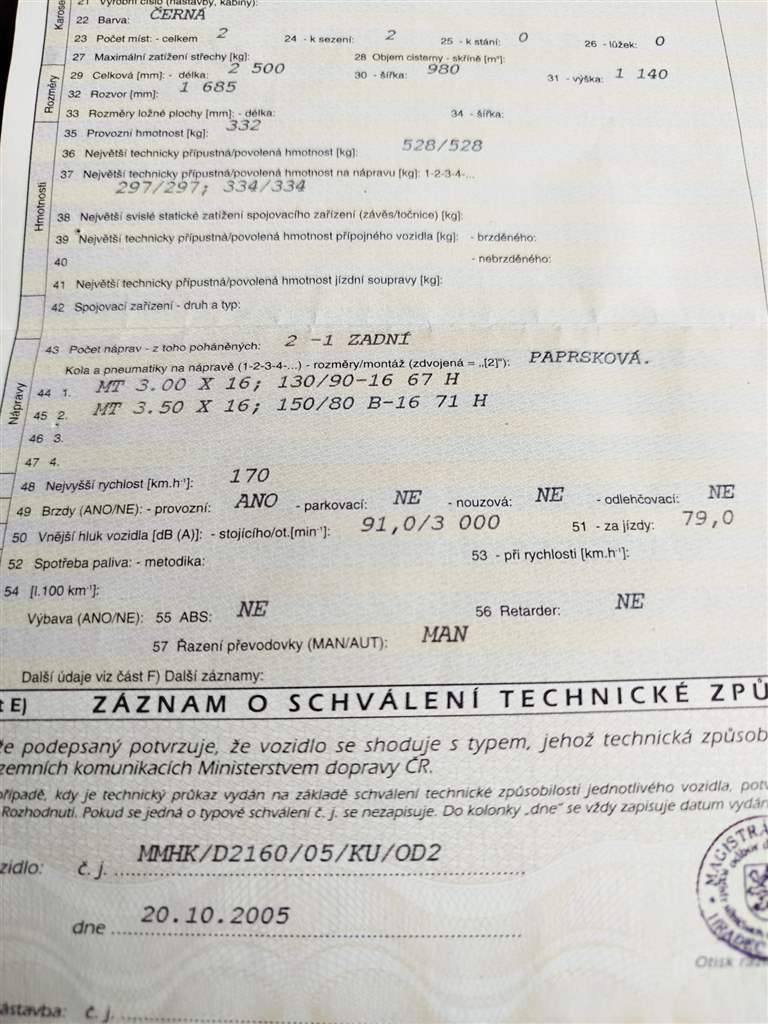 21 Výrobní číslo (nástavby, kabiny):
22 Barva: ČERNÁ
23 Počet míst: - celkem 2 24 - k sezení: 2 25 - k stání: 0 26 - lůžek: 0
27 Maximální zatížení střechy [kg]: 28 Objem cisterny - skříně [m³]:
Rozměry
29 Celková [mm]: - délka: 2 500 30 - šířka: 980 31 - výška: 1 140
32 Rozvor [mm]: 1 685
33 Rozměry ložné plochy [mm]: - délka: 34 - šířka:
Hmotnosti
35 Provozní hmotnost [kg]: 332
36 Největší technicky přípustná/povolená hmotnost [kg]: 528/528
37 Největší technicky přípustná/povolená hmotnost na nápravu [kg]: 1-2-3-4-...
297/297; 334/334
38 Největší svislé statické zatížení spojovacího zařízení (závěs/točnice) [kg]:
39 Největší technicky přípustná/povolená hmotnost přípojného vozidla [kg]: - brzděného:
40 - nebrzděného:
41 Největší technicky přípustná/povolená hmotnost jízdní soupravy [kg]:
42 Spojovací zařízení - druh a typ:
Nápravy
43 Počet náprav - z toho poháněných: 2 -1 ZADNÍ
Kola a pneumatiky na nápravě (1-2-3-4-...) - rozměry/montáž (zdvojená = „[2]"): PAPRSKOVÁ.
44 1. MT 3.00 X 16; 130/90-16 67 H
45 2. MT 3.50 X 16; 150/80 B-16 71 H
46 3.
47 4.
48 Nejvyšší rychlost [km.h⁻¹]: 170
49 Brzdy (ANO/NE): - provozní: ANO - parkovací: NE - nouzová: NE - odlehčovací: NE
50 Vnější hluk vozidla [dB (A)]: - stojícího/ot.[min⁻¹]: 91,0/3 000 51 - za jízdy: 79,0
52 Spotřeba paliva: - metodika: 53 - při rychlosti [km.h⁻¹]:
54 [l.100 km⁻¹]:
Výbava (ANO/NE): 55 ABS: NE 56 Retarder: NE
57 Řazení převodovky (MAN/AUT): MAN
Další údaje viz část F) Další záznamy:
E) ZÁZNAM O SCHVÁLENÍ TECHNICKÉ ZPŮ
podepsaný potvrzuje, že vozidlo se shoduje s typem, jehož technická způsob
zemních komunikacích Ministerstvem dopravy ČR.
případě, kdy je technický průkaz vydán na základě schválení technické způsobilosti jednotlivého vozidla, potv
Rozhodnutí. Pokud se jedná o typové schválení č. j. se nezapisuje. Do kolonky „dne" se vždy zapisuje datum vydán
zidlo: č. j. MMHK/D2160/05/KU/OD2
dne 20.10.2005
MAGISTRÁ
HRADEC
Otisk
ástavba: č. j.